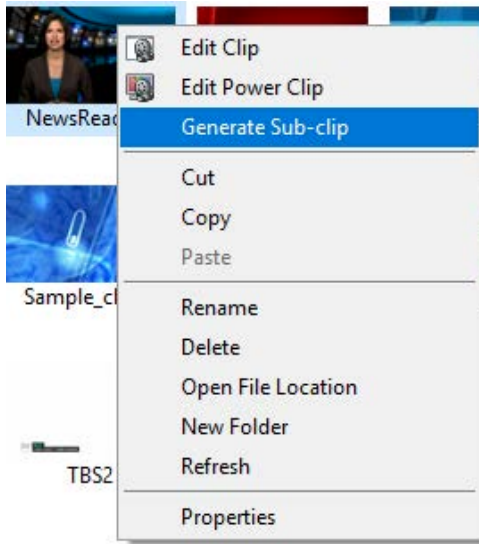 Edit Clip
Edit Power Clip
NewsRead
Generate Sub-clip
Cut
Copy
Paste
Sample_cl
Rename
Delete
Open File Location
New Folder
Refresh
TBS2
Properties